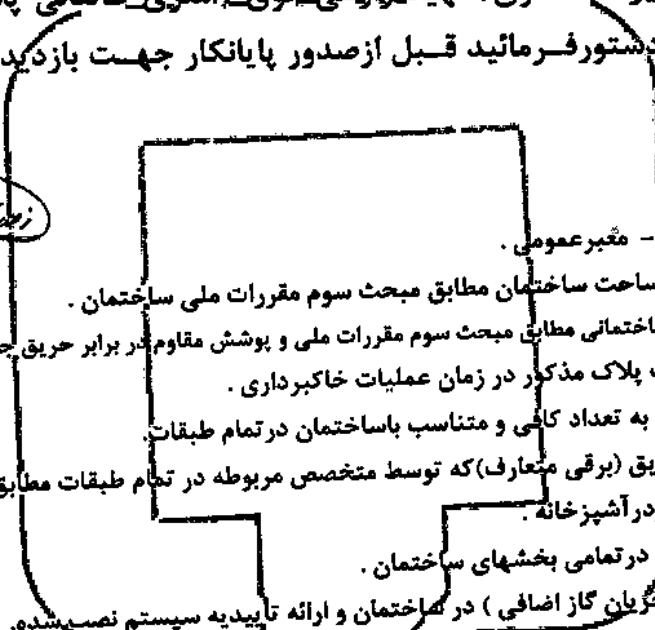 دستورفرمائید قبل ازصدور پایانکار جهت بازدید
- معبرعمومی .
ساحت ساختمان مطابق مبحث سوم مقررات ملی ساختمان .
ساختمانی مطابق مبحث سوم مقررات ملی و پوشش مقاوم در برابر حریق
پلاک مذکور در زمان عملیات خاکبرداری .
به تعداد کافی و متناسب باساختمان درتمام طبقات.
ریق (برقی متعارف)که توسط متخصص مربوطه در تمام طبقات مطابق
درآشپزخانه .
درتمامی بخشهای ساختمان .
جریان گاز اضافی ) در ساختمان و ارائه تاییدیه سیستم نصب‌شده.